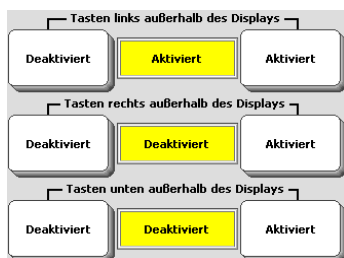 Tasten links außerhalb des Displays
Deaktiviert Aktiviert Aktiviert
Tasten rechts außerhalb des Displays
Deaktiviert Deaktiviert Aktiviert
Tasten unten außerhalb des Displays
Deaktiviert Deaktiviert Aktiviert